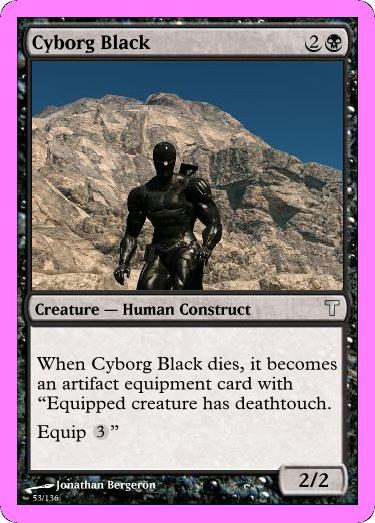 Cyborg Black 2
Creature — Human Construct T
When Cyborg Black dies, it becomes
an artifact equipment card with
“Equipped creature has deathtouch.
Equip 3 ”
2/2
Jonathan Bergeron
53/136